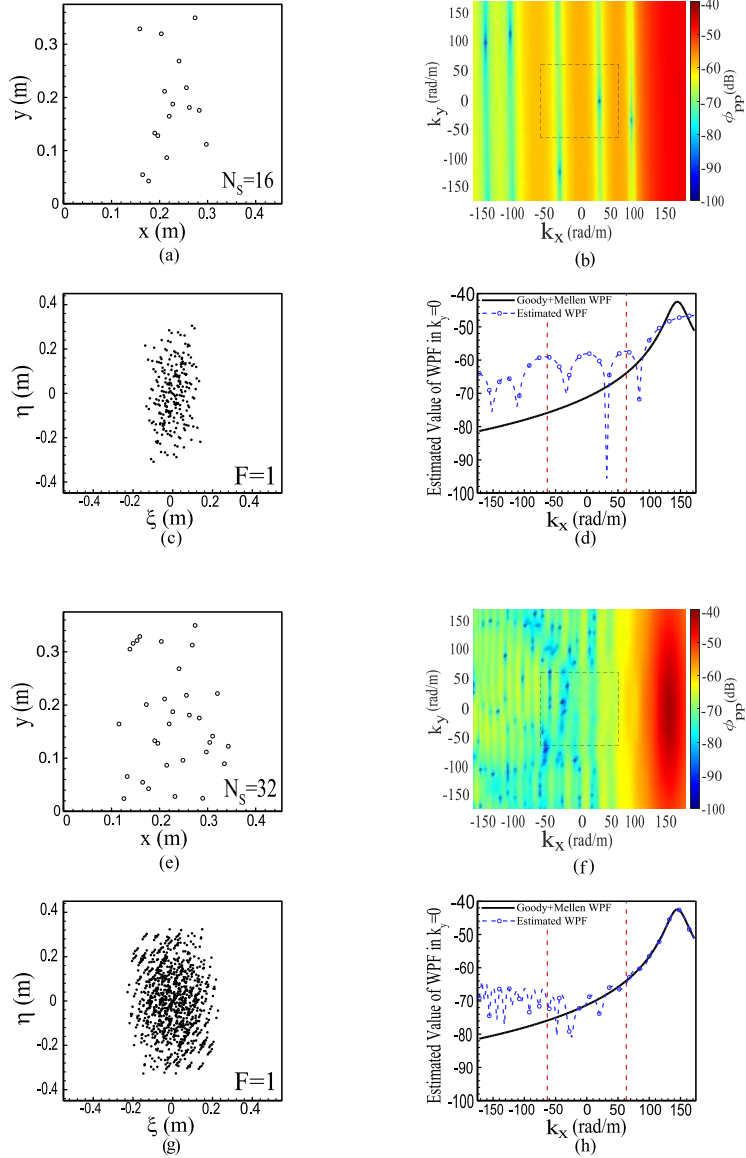 0.3
0.2
0.1
0
y (m)
N_S=16
0 0.1 0.2 0.3 0.4
x (m)
(a)
150
100
50
0
-50
-100
-150
k_y (rad/m)
-150 -100 -50 0 50 100 150
k_x (rad/m)
(b)
-40
-50
-60
-70
-80
-90
-100
ϕ_pp (dB)
0.4
0.2
0
-0.2
-0.4
η (m)
F=1
-0.4 -0.2 0 0.2 0.4
ξ (m)
(c)
-40
-50
-60
-70
-80
-90
-100
Estimated Value of WPF in k_y=0
Goody+Mellen WPF
Estimated WPF
-150 -100 -50 0 50 100 150
k_x (rad/m)
(d)
0.3
0.2
0.1
0
y (m)
N_S=32
0 0.1 0.2 0.3 0.4
x (m)
(e)
150
100
50
0
-50
-100
-150
k_y (rad/m)
-150 -100 -50 0 50 100 150
k_x (rad/m)
(f)
-40
-50
-60
-70
-80
-90
-100
ϕ_pp (dB)
0.4
0.2
0
-0.2
-0.4
η (m)
F=1
-0.4 -0.2 0 0.2 0.4
ξ (m)
(g)
-40
-50
-60
-70
-80
-90
-100
Estimated Value of WPF in k_y=0
Goody+Mellen WPF
Estimated WPF
-150 -100 -50 0 50 100 150
k_x (rad/m)
(h)